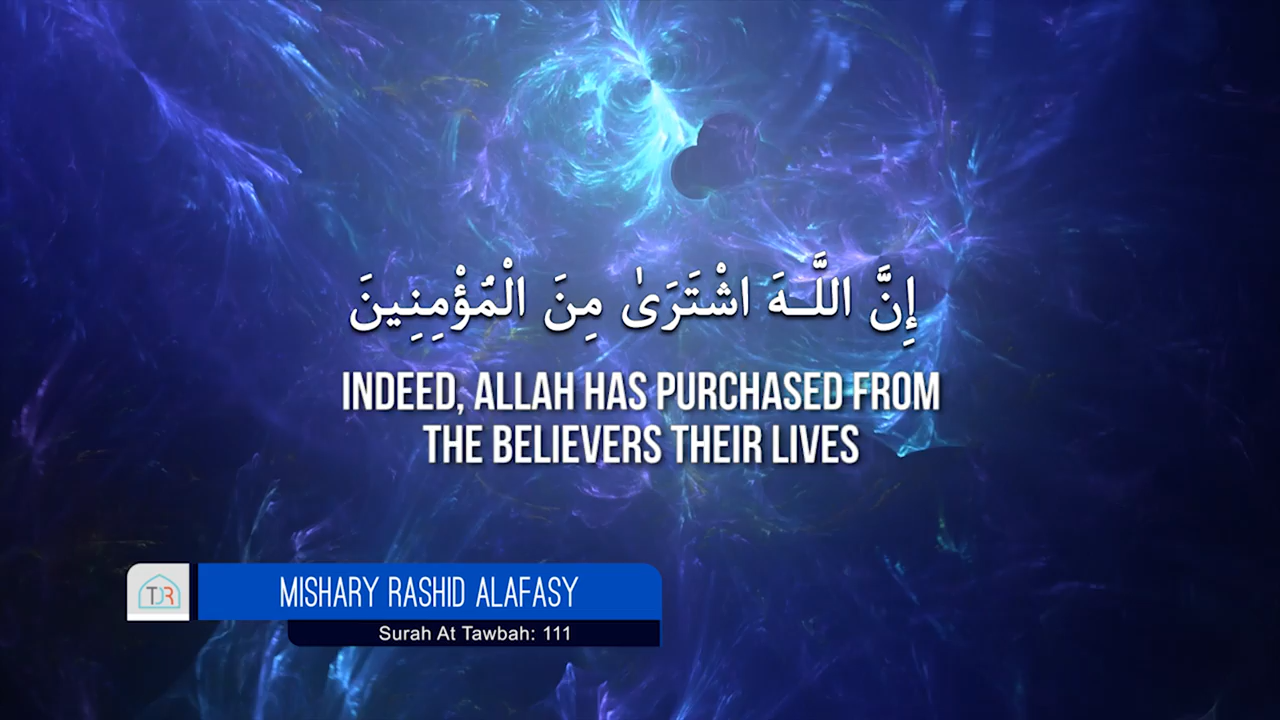 إِنَّ اللَّـهَ اشْتَرَىٰ مِنَ الْمُؤْمِنِينَ
INDEED, ALLAH HAS PURCHASED FROM
THE BELIEVERS THEIR LIVES
TQR
MISHARY RASHID ALAFASY
Surah At Tawbah: 111